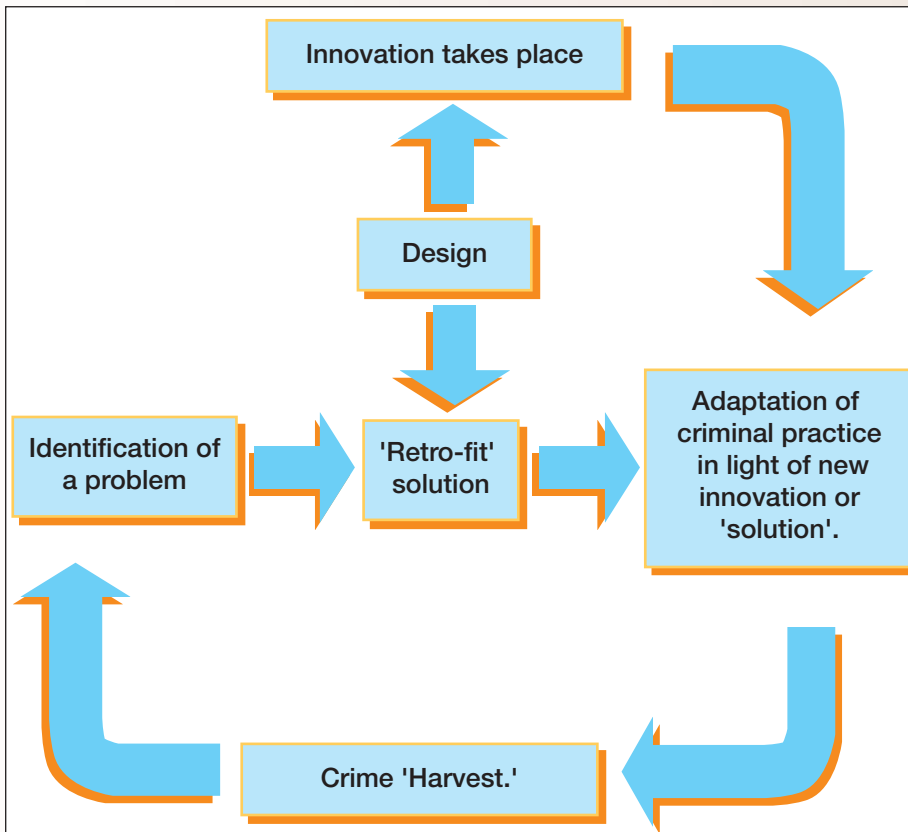 Innovation takes place
Design
Identification of
a problem
'Retro-fit'
solution
Adaptation of
criminal practice
in light of new
innovation or
'solution'.
Crime 'Harvest.'